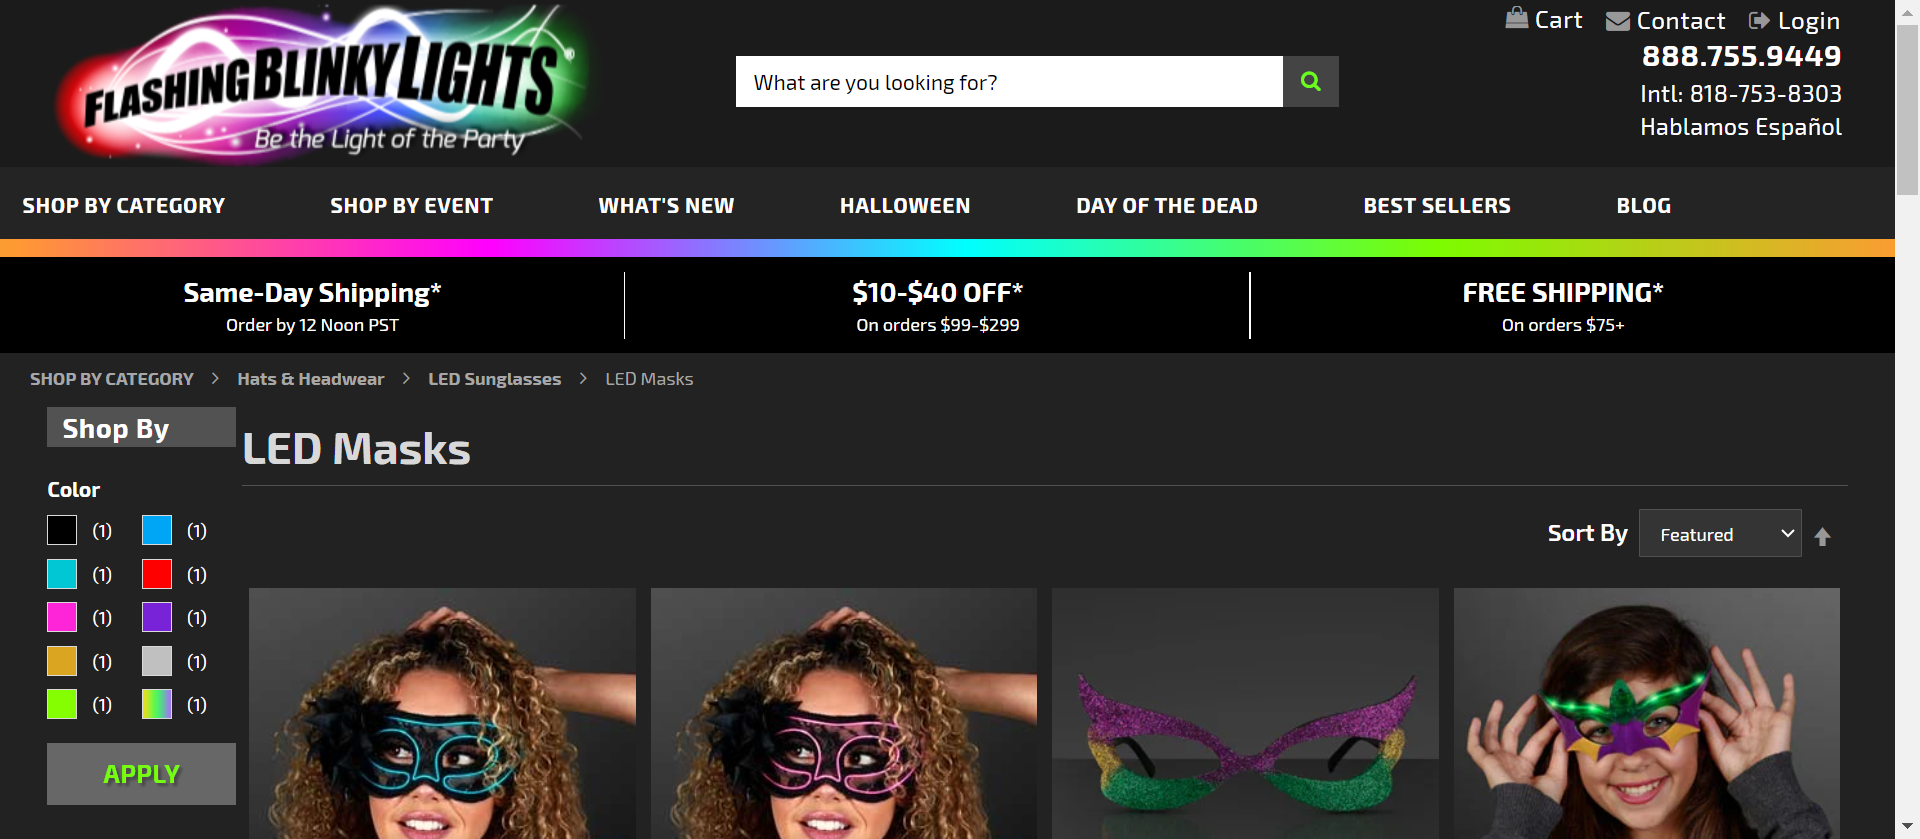 FLASHINGBLINKYLIGHTS®
Be the Light of the Party
What are you looking for?
Cart Contact Login
888.755.9449
Intl: 818-753-8303
Hablamos Español
SHOP BY CATEGORY SHOP BY EVENT WHAT'S NEW HALLOWEEN DAY OF THE DEAD BEST SELLERS BLOG
Same-Day Shipping* $10-$40 OFF* FREE SHIPPING*
Order by 12 Noon PST On orders $99-$299 On orders $75+
SHOP BY CATEGORY > Hats & Headwear > LED Sunglasses > LED Masks
Shop By
LED Masks
Color
(1) (1)
(1) (1)
(1) (1)
(1) (1)
(1) (1)
APPLY
Sort By Featured